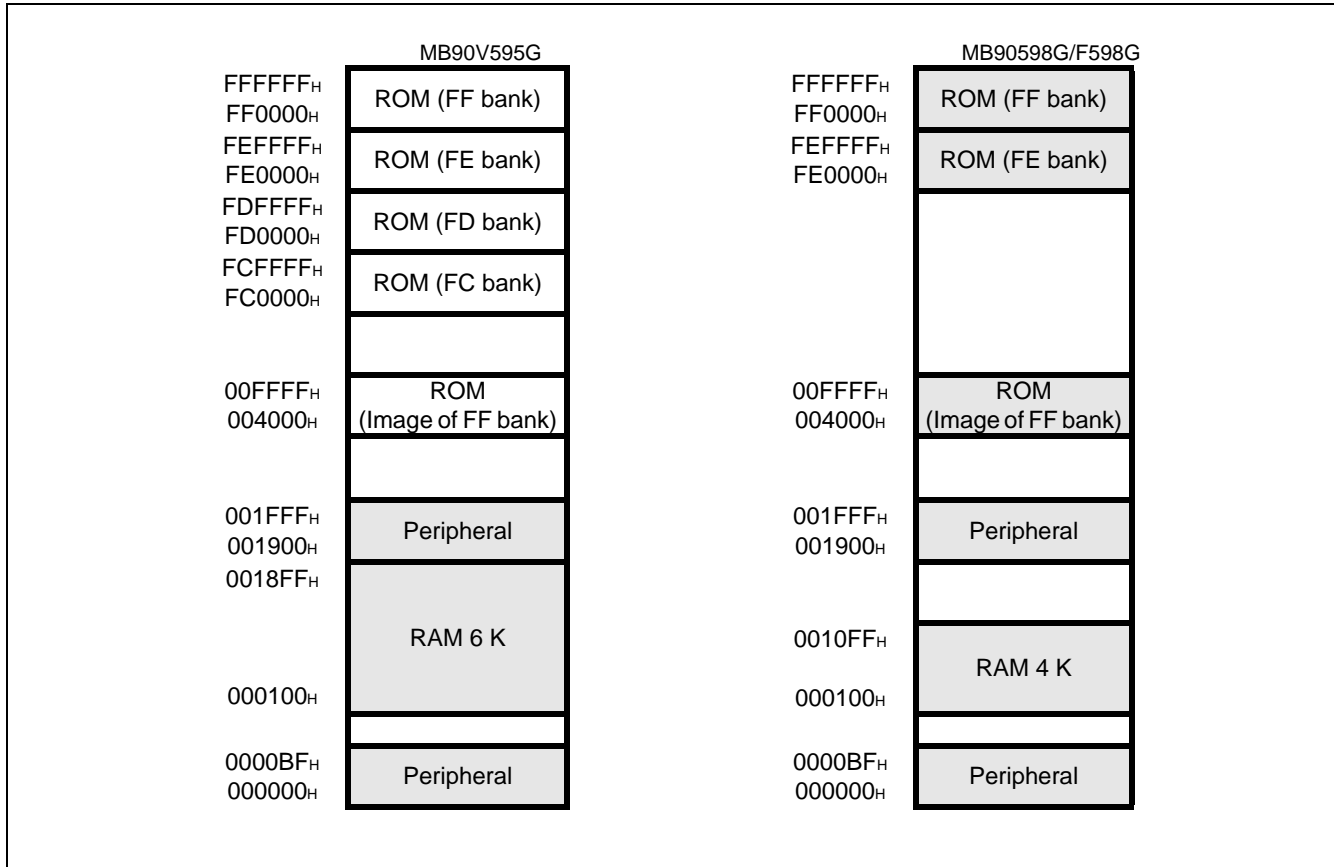 MB90V595G
FFFFFFH
FF0000H
ROM (FF bank)
FEFFFFH
FE0000H
ROM (FE bank)
FDFFFFH
FD0000H
ROM (FD bank)
FCFFFFH
FC0000H
ROM (FC bank)
00FFFFH
004000H
ROM
(Image of FF bank)
001FFFH
001900H
Peripheral
0018FFH
RAM 6 K
000100H
0000BFH
000000H
Peripheral
MB90598G/F598G
FFFFFFH
FF0000H
ROM (FF bank)
FEFFFFH
FE0000H
ROM (FE bank)
00FFFFH
004000H
ROM
(Image of FF bank)
001FFFH
001900H
Peripheral
0010FFH
RAM 4 K
000100H
0000BFH
000000H
Peripheral